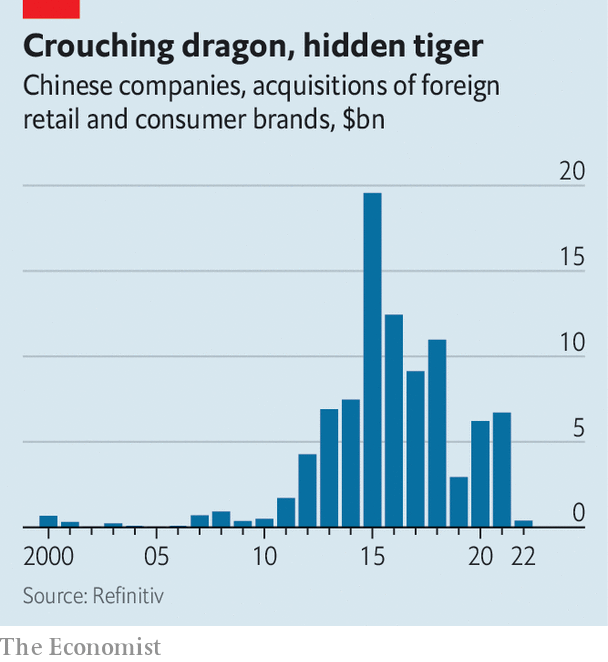 Crouching dragon, hidden tiger
Chinese companies, acquisitions of foreign
retail and consumer brands, $bn
20
15
10
5
0
2000 05 10 15 20 22
Source: Refinitiv
The Economist